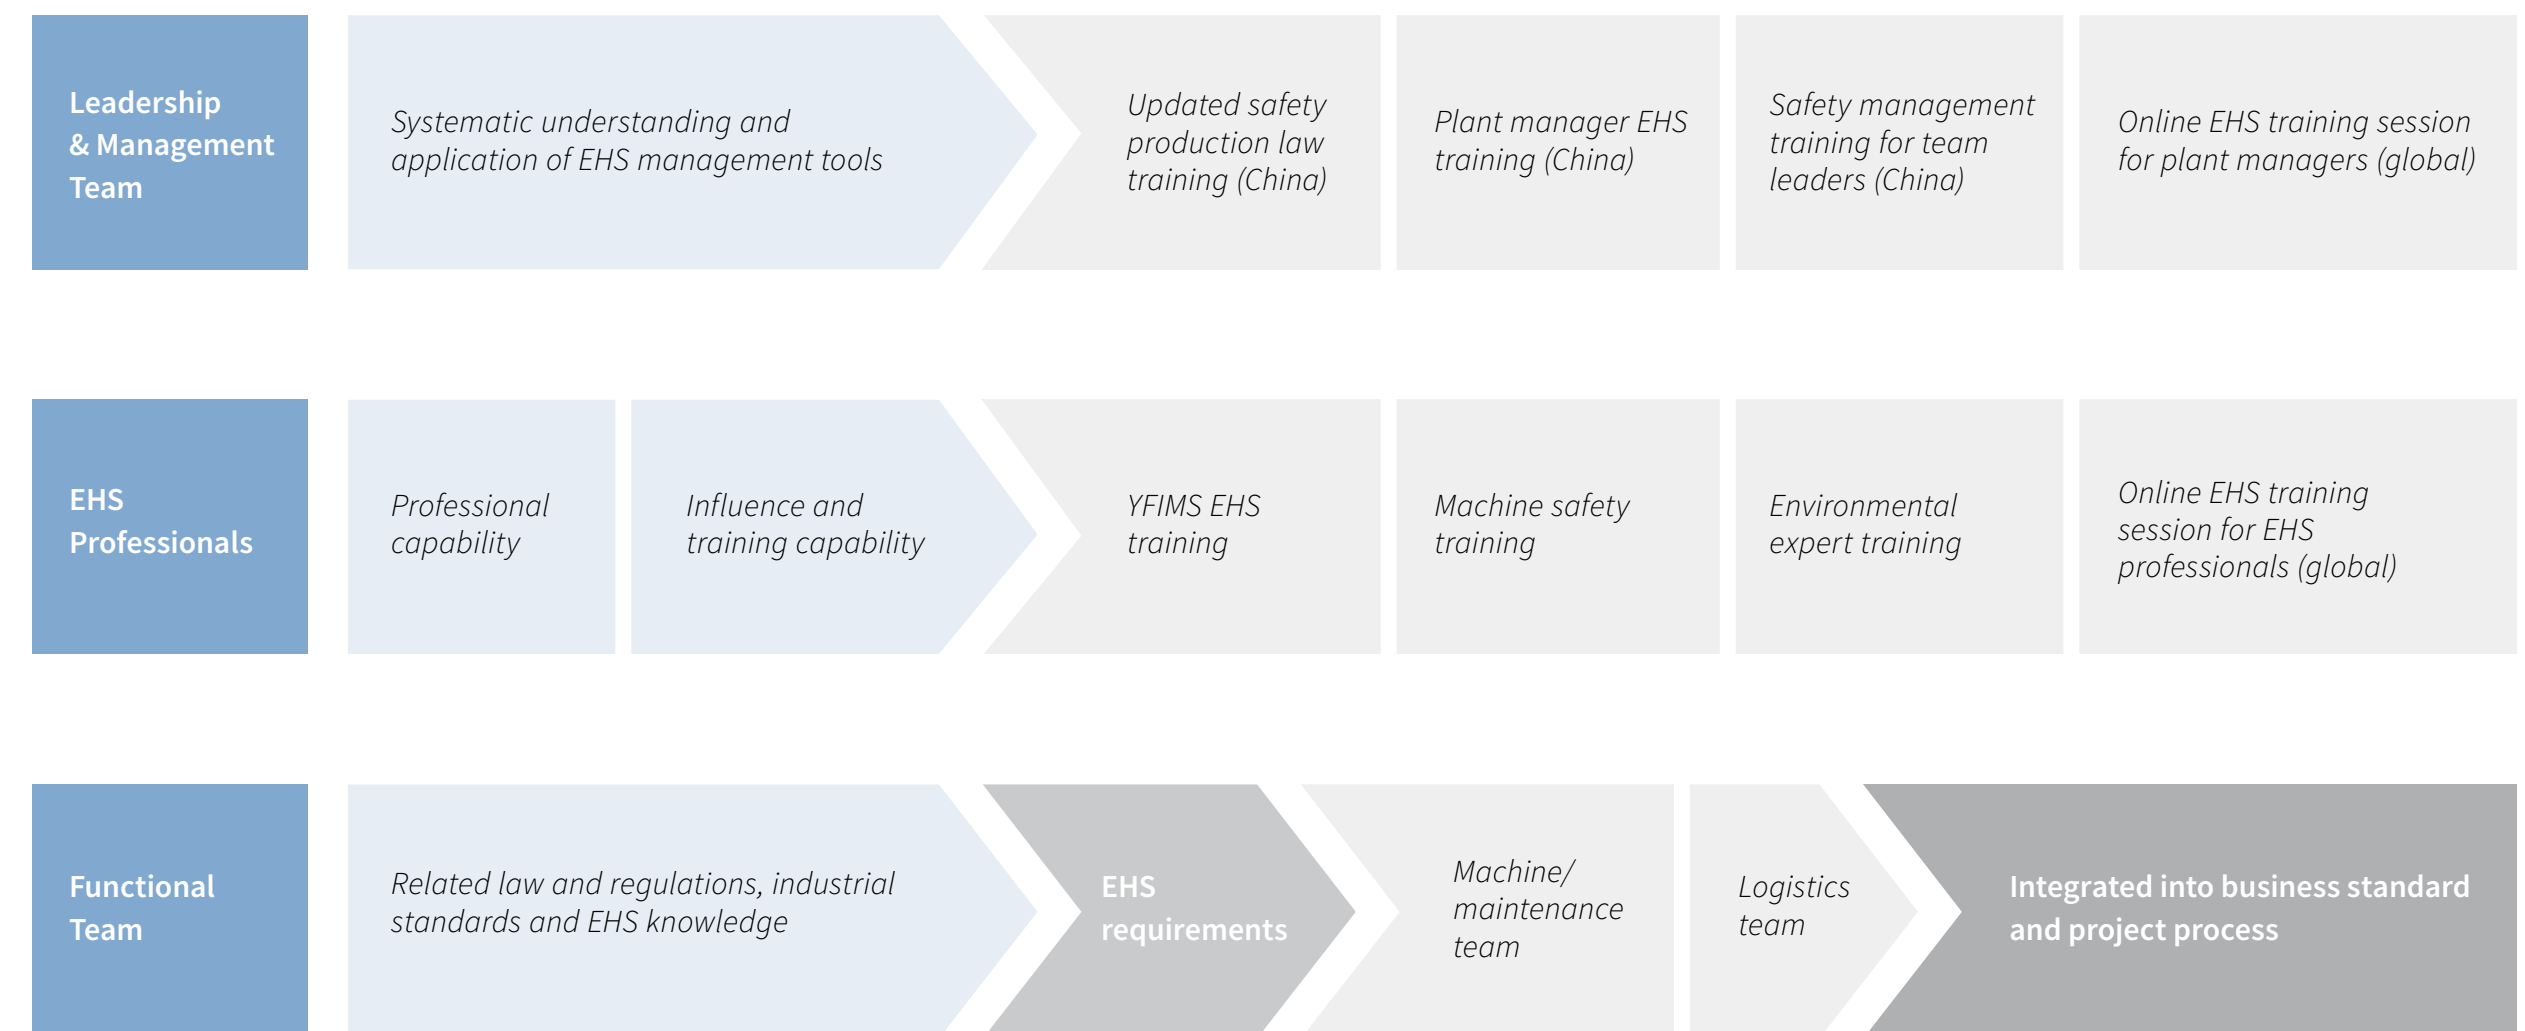 Leadership
& Management
Team
Systematic understanding and
application of EHS management tools
Updated safety
production law
training (China)
Plant manager EHS
training (China)
Safety management
training for team
leaders (China)
Online EHS training session
for plant managers (global)
EHS
Professionals
Professional
capability
Influence and
training capability
YFIMS EHS
training
Machine safety
training
Environmental
expert training
Online EHS training
session for EHS
professionals (global)
Functional
Team
Related law and regulations, industrial
standards and EHS knowledge
EHS
requirements
Machine/
maintenance
team
Logistics
team
Integrated into business standard
and project process